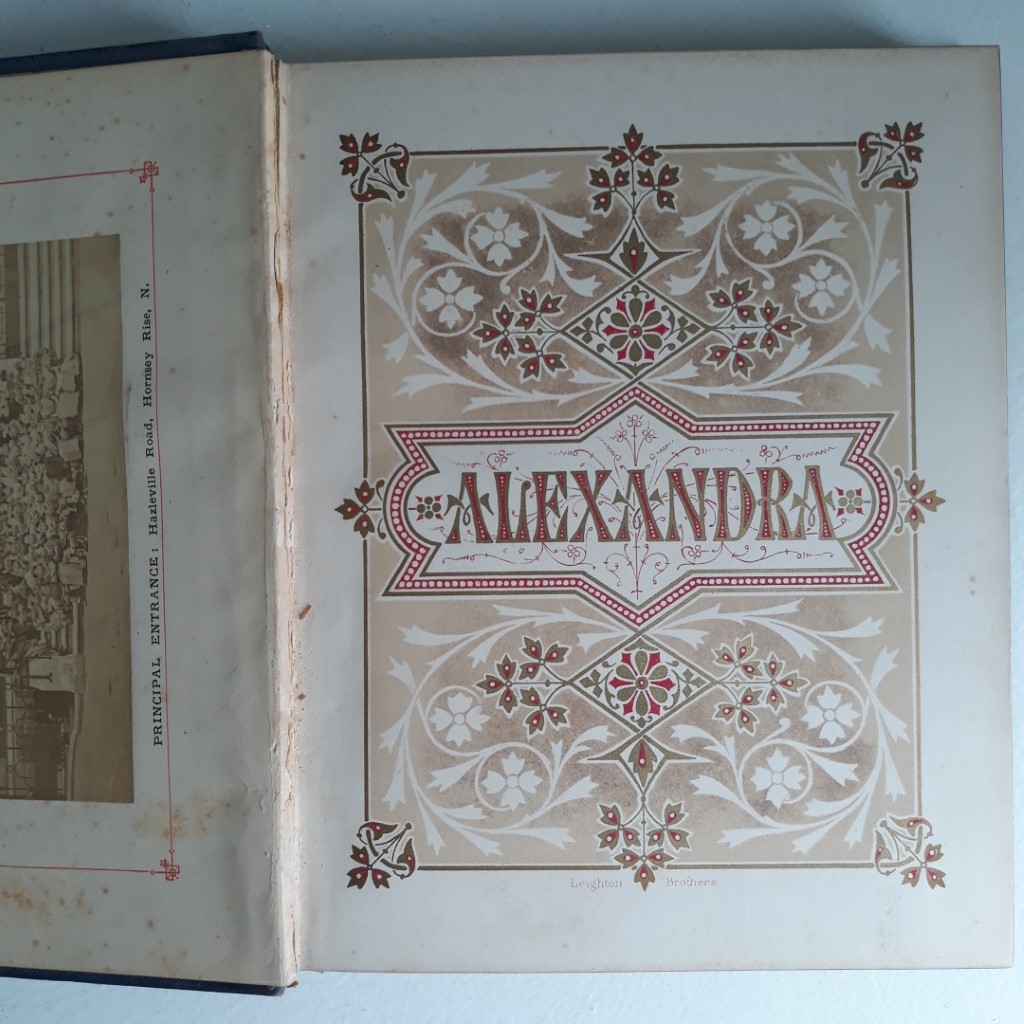 PRINCIPAL ENTRANCE: Hazleville Road, Hornsey Rise, N.
ALEXANDRA
Leighton Brothers.